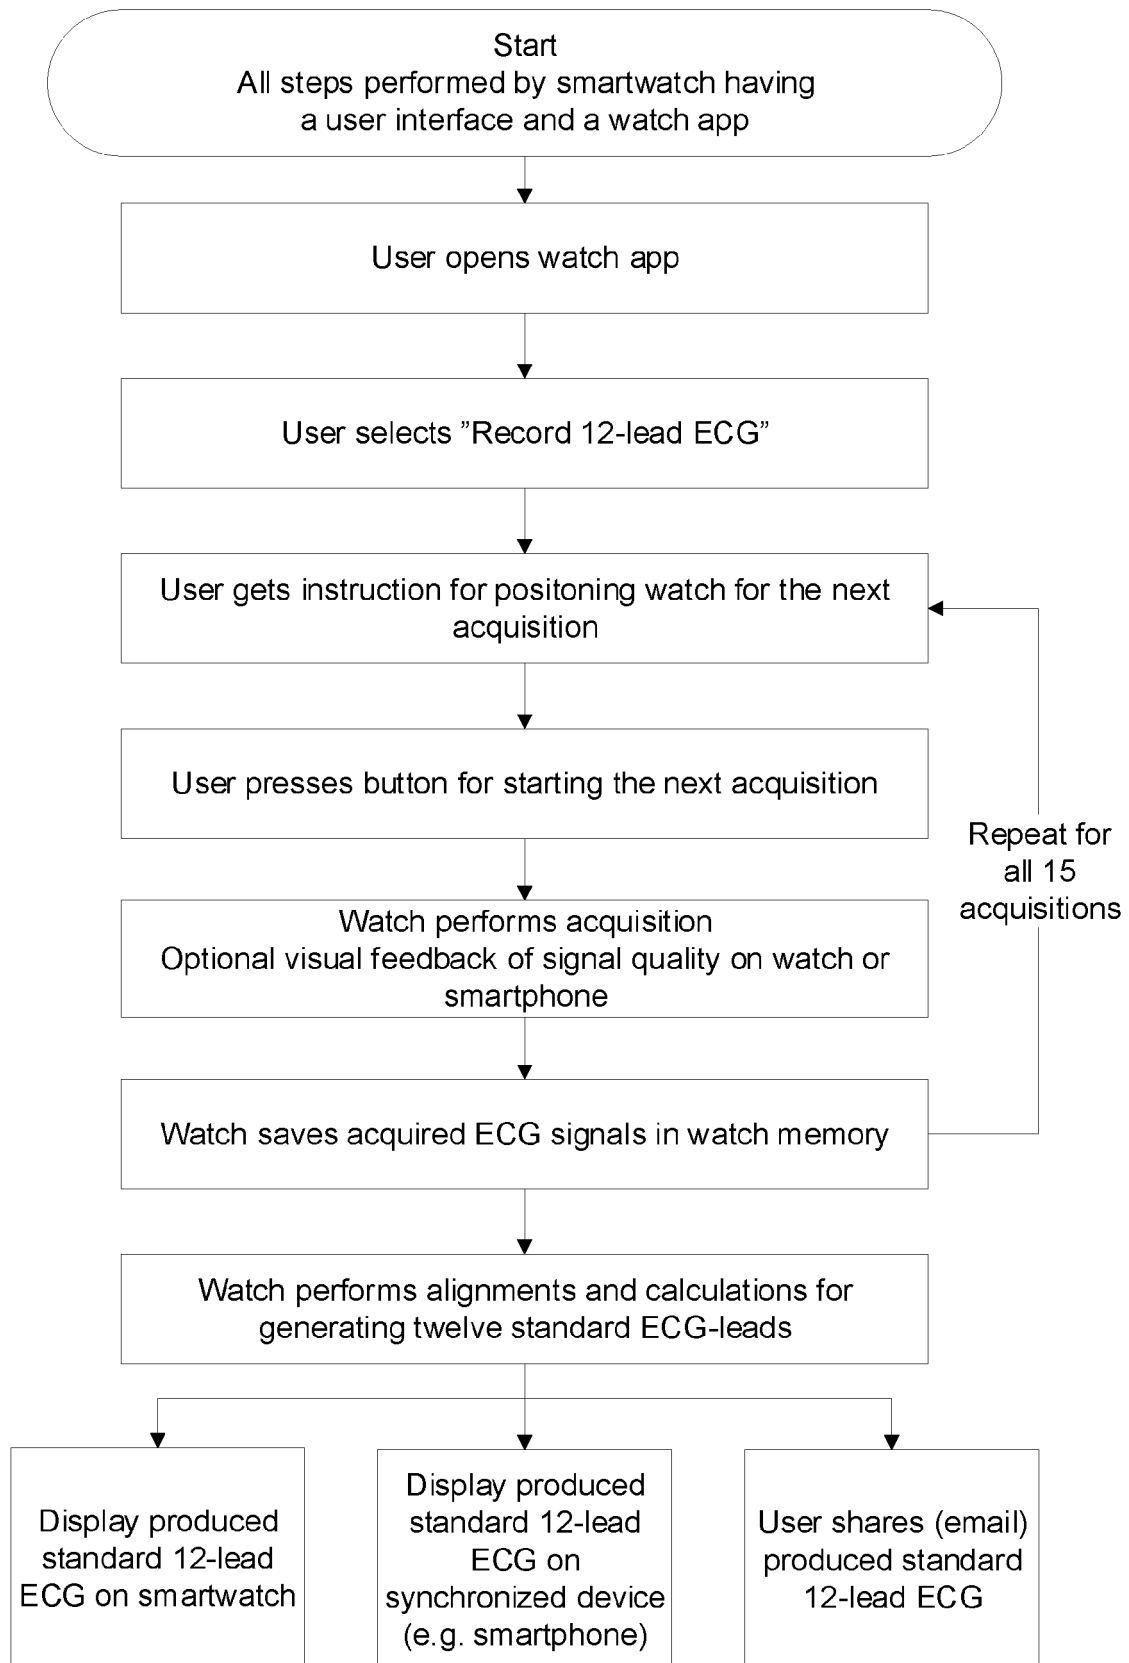 Start
All steps performed by smartwatch having
a user interface and a watch app
User opens watch app
User selects ”Record 12-lead ECG”
User gets instruction for positoning watch for the next
acquisition
User presses button for starting the next acquisition
Repeat for
all 15
acquisitions
Watch performs acquisition
Optional visual feedback of signal quality on watch or
smartphone
Watch saves acquired ECG signals in watch memory
Watch performs alignments and calculations for
generating twelve standard ECG-leads
Display produced
standard 12-lead
ECG on smartwatch
Display produced
standard 12-lead
ECG on
synchronized device
(e.g. smartphone)
User shares (email)
produced standard
12-lead ECG